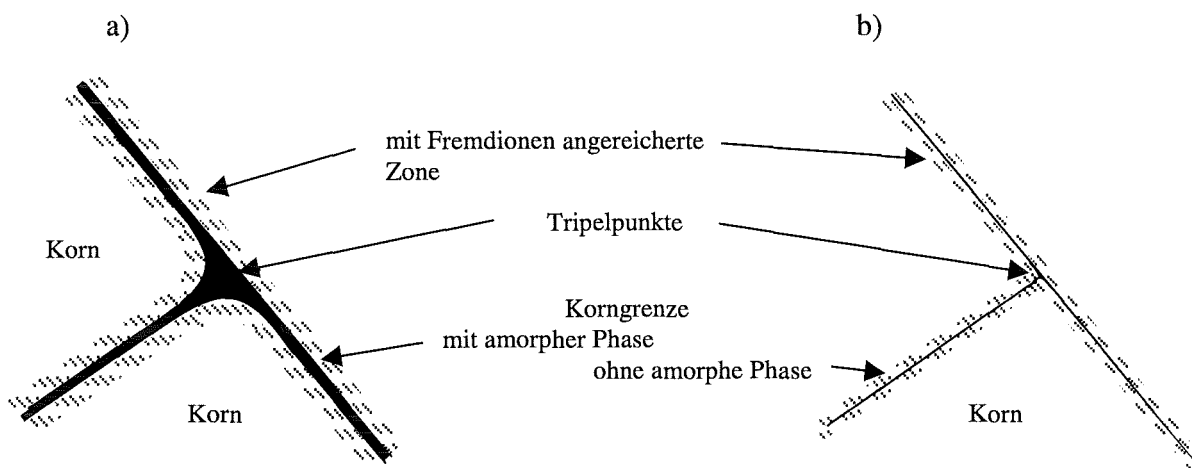 a)
b)
mit Fremdionen angereicherte
Zone
Tripelpunkte
Korn
Korngrenze
mit amorpher Phase
ohne amorphe Phase
Korn
Korn